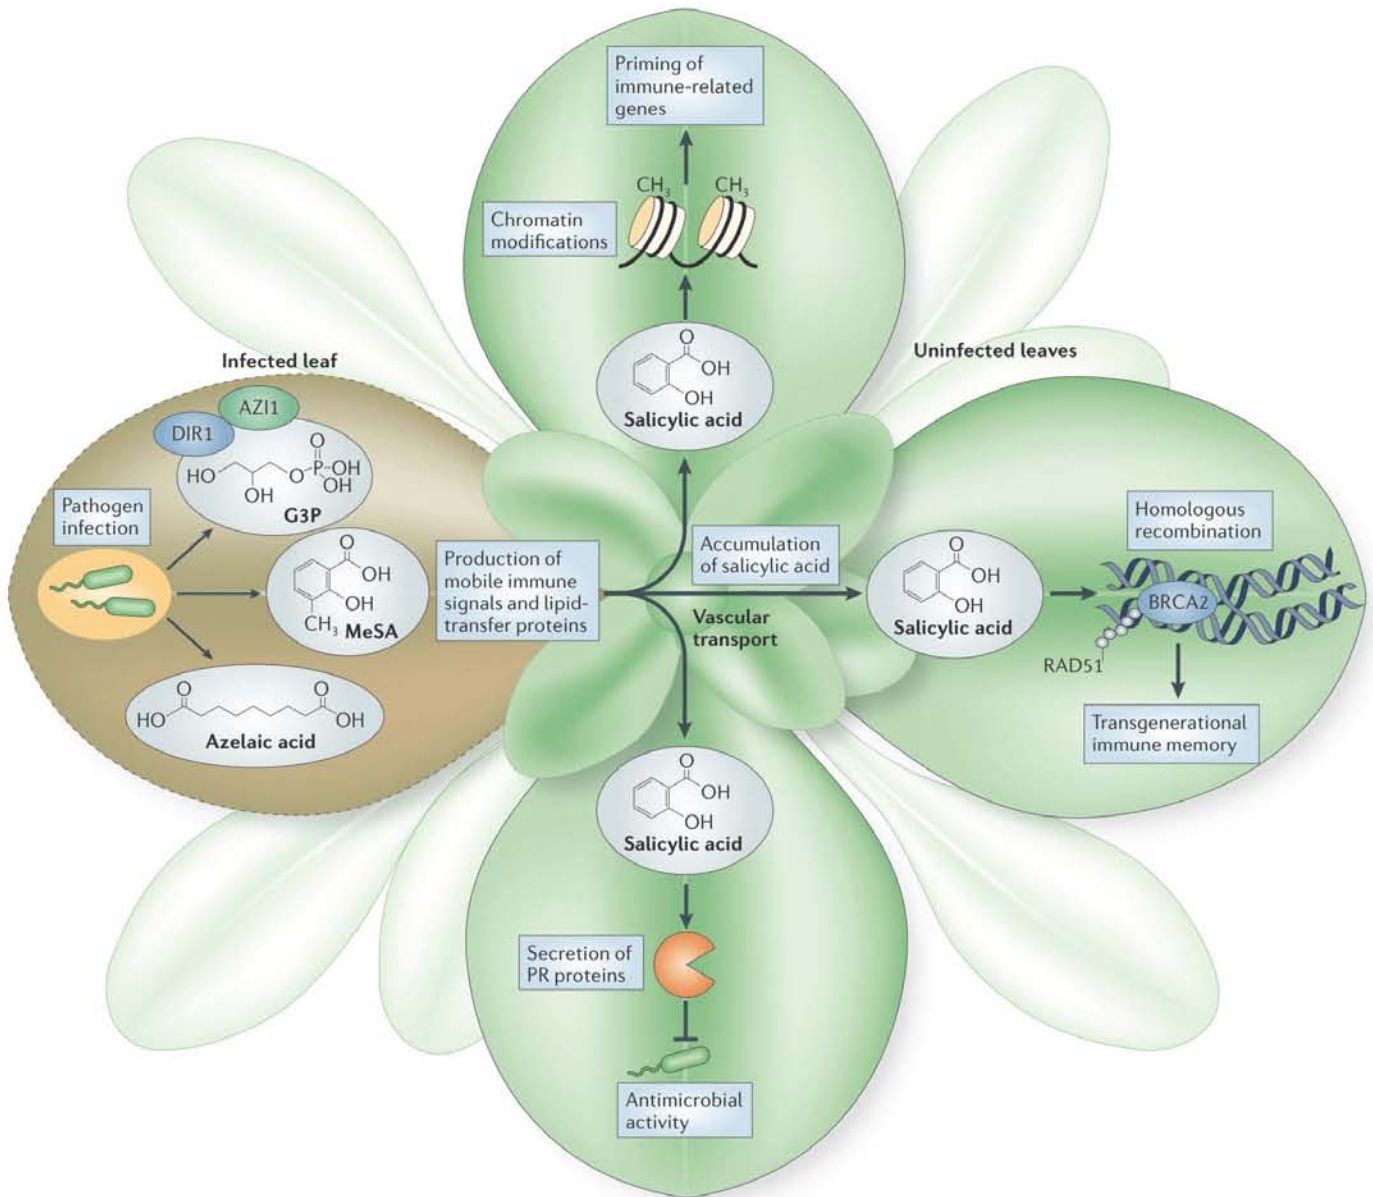 Priming of
immune-related
genes
CH3 CH3
Chromatin
modifications
O
OH
OH
Salicylic acid
Infected leaf
Uninfected leaves
AZI1
DIR1
O
HO O P OH
OH OH
G3P
Pathogen
infection
O
OH
OH
CH3 MeSA
O O
HO OH
Azelaic acid
Production of
mobile immune
signals and lipid-
transfer proteins
Accumulation
of salicylic acid
Vascular
transport
O
OH
OH
Salicylic acid
Homologous
recombination
BRCA2
RAD51
Transgenerational
immune memory
O
OH
OH
Salicylic acid
Secretion of
PR proteins
Antimicrobial
activity